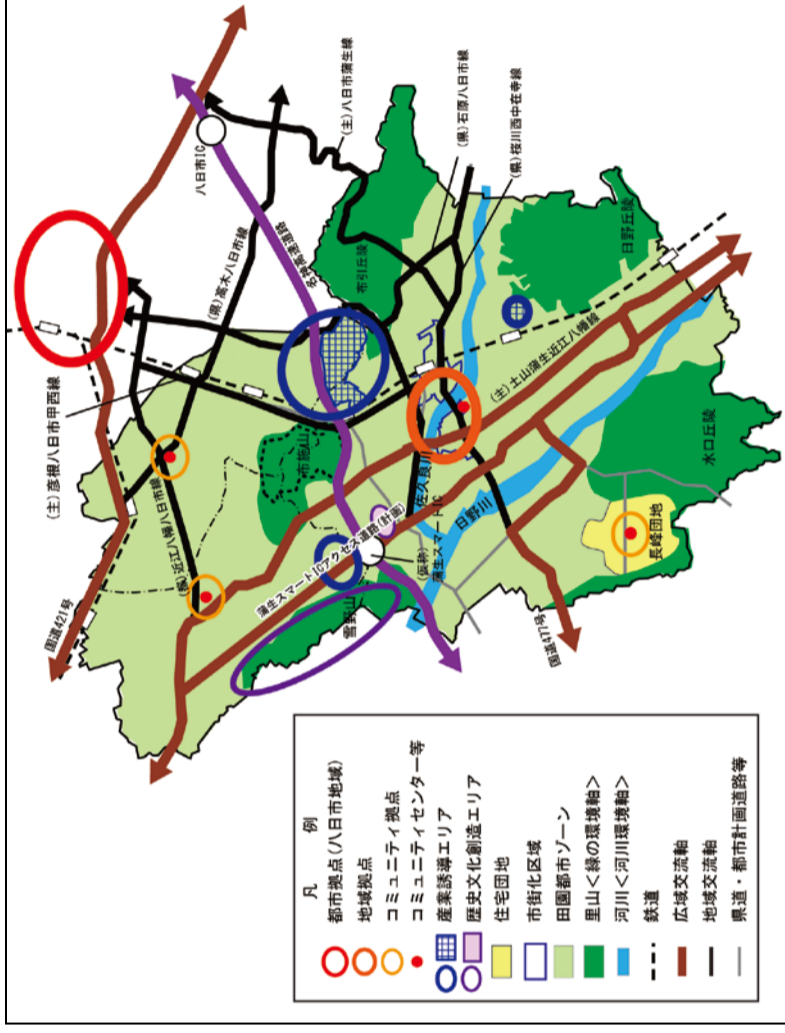 凡 例
都市拠点(八日市地域)
地域拠点
コミュニティ拠点
コミュニティセンター等
産業誘導エリア
歴史文化創造エリア
住宅団地
市街化区域
田園都市ゾーン
里山<緑の環境軸>
河川<河川環境軸>
鉄道
広域交流軸
地域交流軸
県道・都市計画道路等
国道421号
(主)彦根八日市甲西線
(県)近江八幡八日市線
(県)高木八日市線
八日市IC
名神高速道路
(主)八日市蒲生線
(県)石原八日市線
(県)桜川西中在寺線
布引丘陵
日野丘陵
布施山
雪野山
蒲生スマートICアクセス道路(計画)
(仮称)
蒲生スマートIC
佐久良川
日野川
(主)土山蒲生近江八幡線
水口丘陵
長峰団地
国道477号